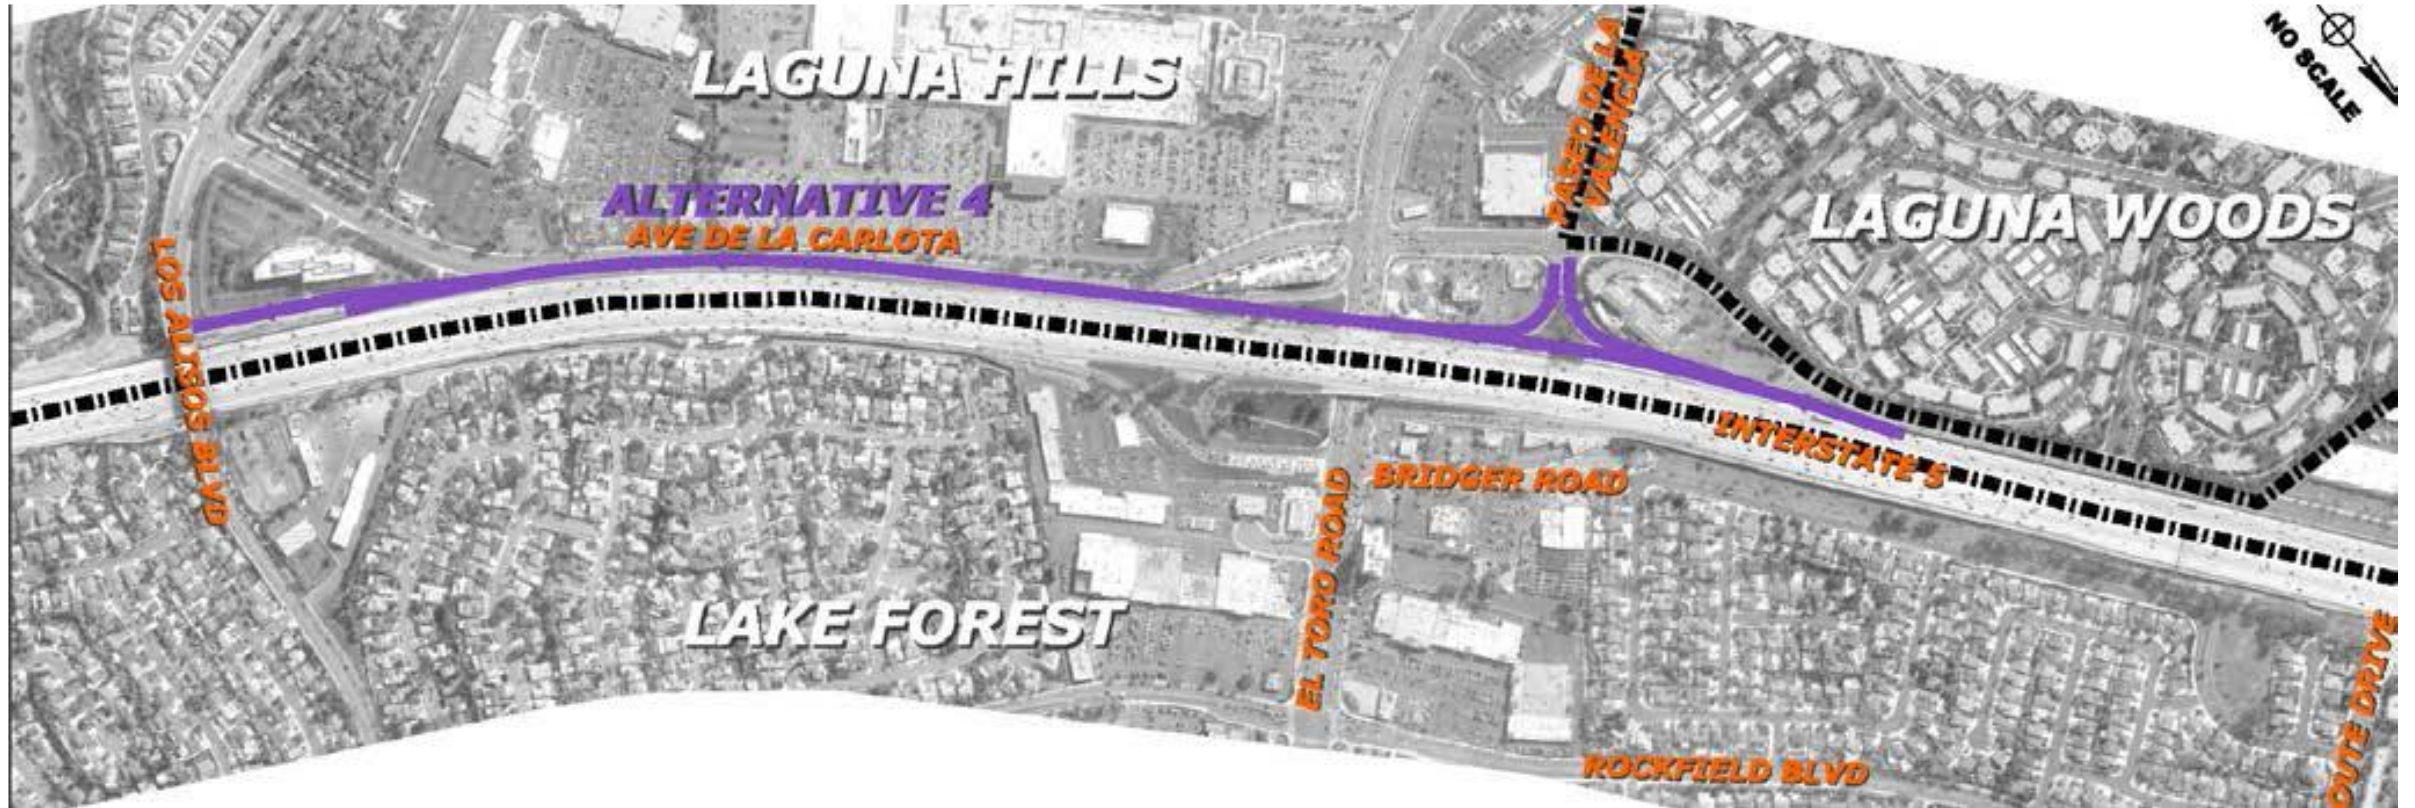 NO SCALE
PASEO DE LA
VALENCIA
LAGUNA HILLS
ALTERNATIVE 4
AVE DE LA CARLOTA
LAGUNA WOODS
LOS ALISOS BLVD
INTERSTATE 5
BRIDGER ROAD
EL TORO ROAD
LAKE FOREST
ROCKFIELD BLVD
DRIVE